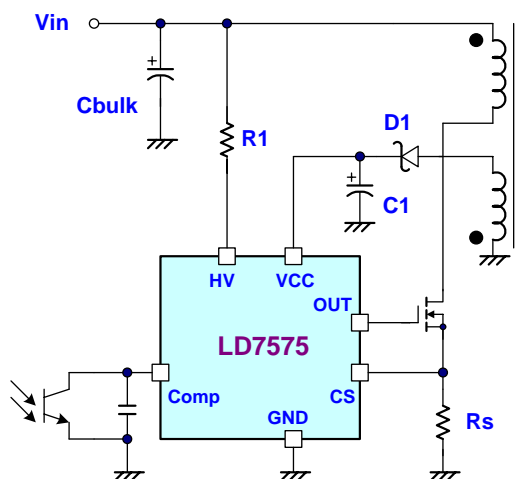 Vin
+
Cbulk
R1
D1
+
C1
HV
VCC
OUT
LD7575
Comp
CS
GND
Rs